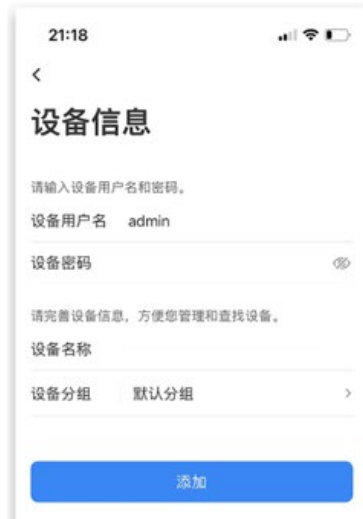 21:18
设备信息
请输入设备用户名和密码。
设备用户名 admin
设备密码
请完善设备信息，方便您管理和查找设备。
设备名称
设备分组 默认分组
添加